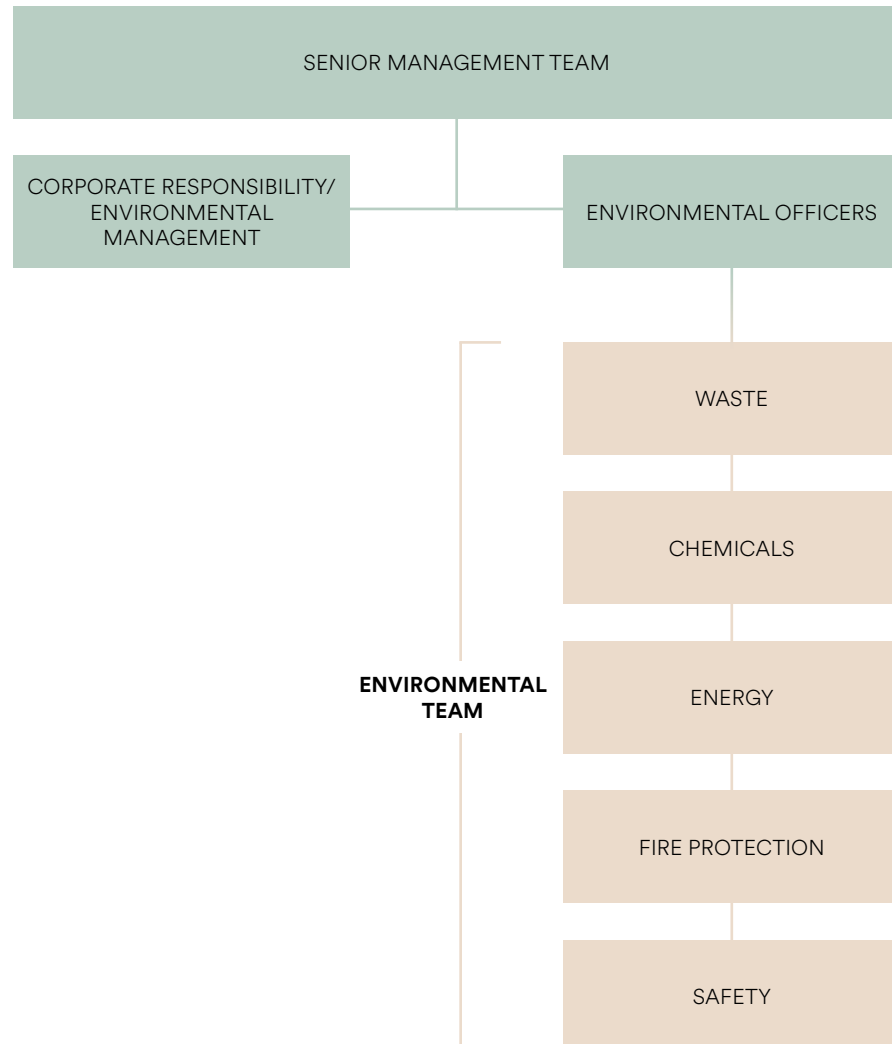 SENIOR MANAGEMENT TEAM
CORPORATE RESPONSIBILITY/
ENVIRONMENTAL
MANAGEMENT
ENVIRONMENTAL OFFICERS
WASTE
CHEMICALS
ENVIRONMENTAL
TEAM
ENERGY
FIRE PROTECTION
SAFETY